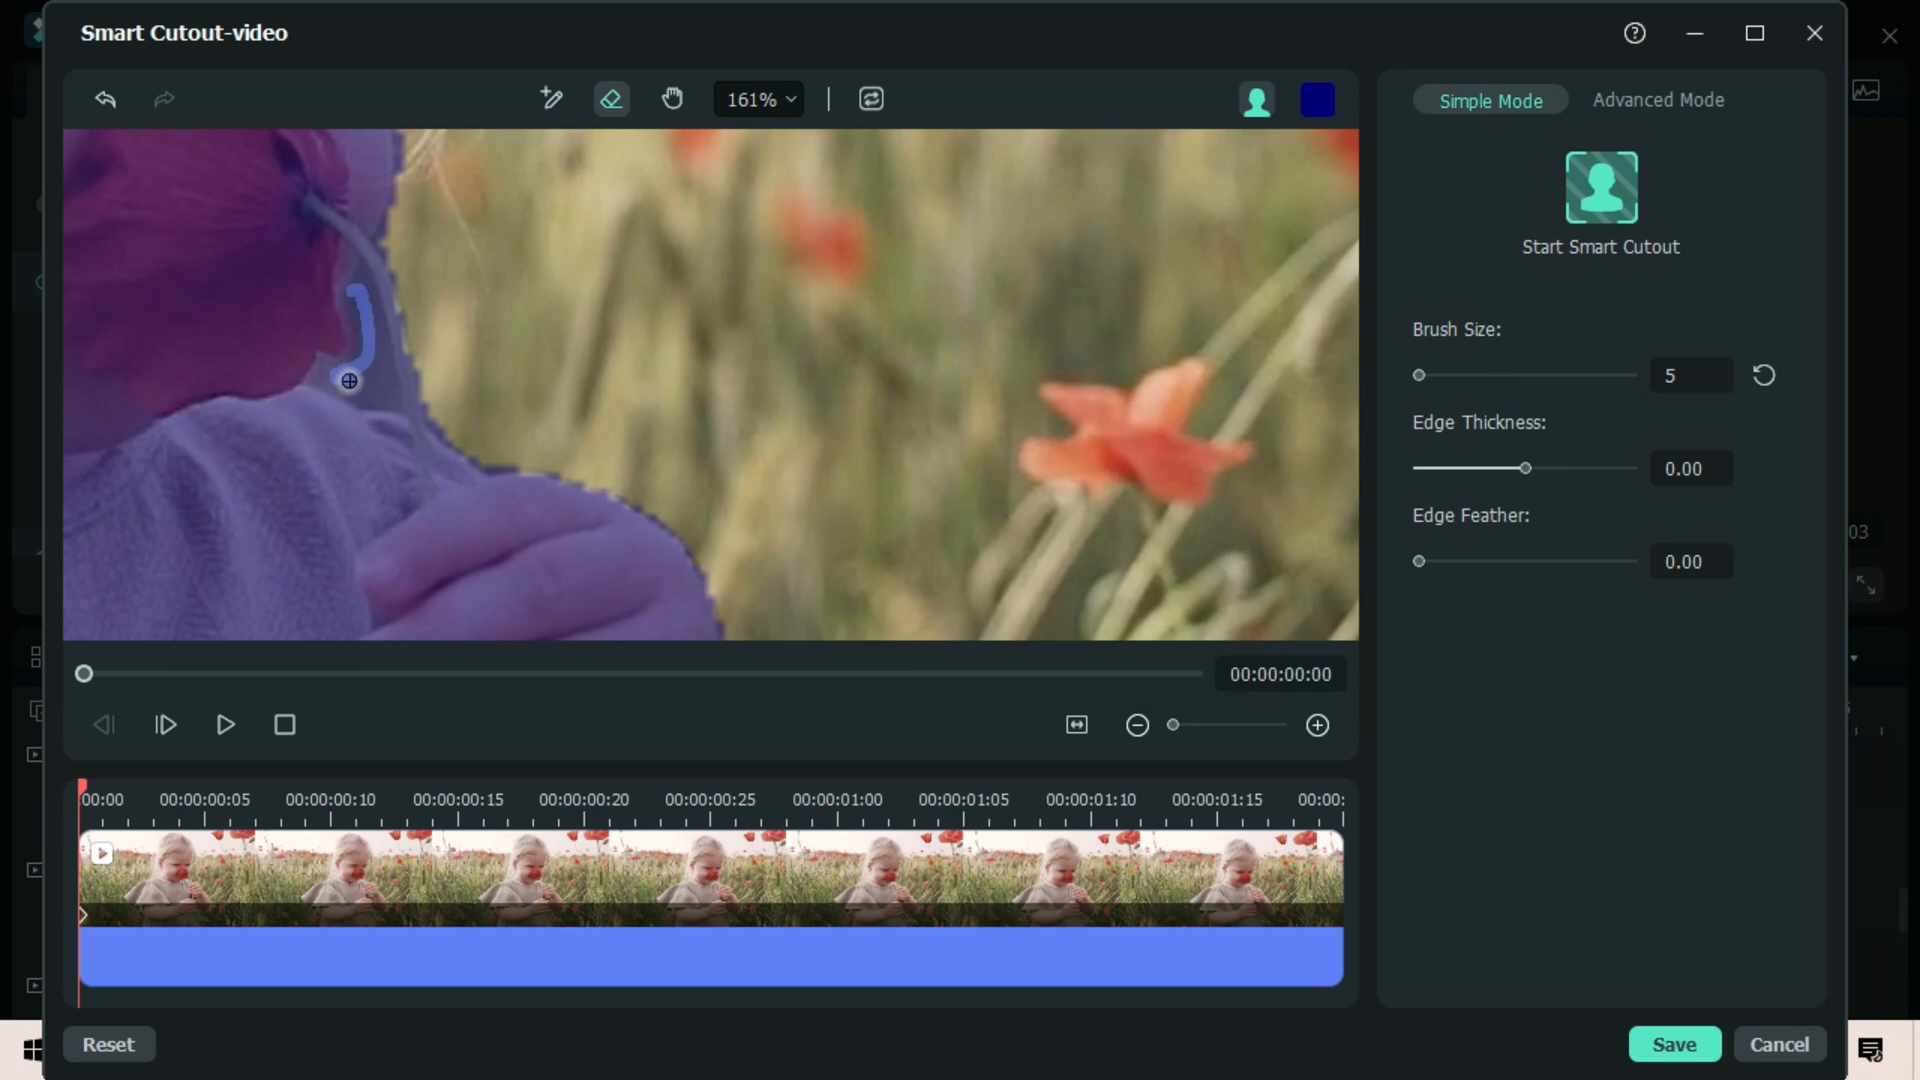 Smart Cutout-video
161%
Simple Mode
Advanced Mode
Start Smart Cutout
Brush Size:
5
Edge Thickness:
0.00
Edge Feather:
0.00
03
00:00:00:00
00:00
00:00:00:05
00:00:00:10
00:00:00:15
00:00:00:20
00:00:00:25
00:00:01:00
00:00:01:05
00:00:01:10
00:00:01:15
00:00:
Reset
Save
Cancel